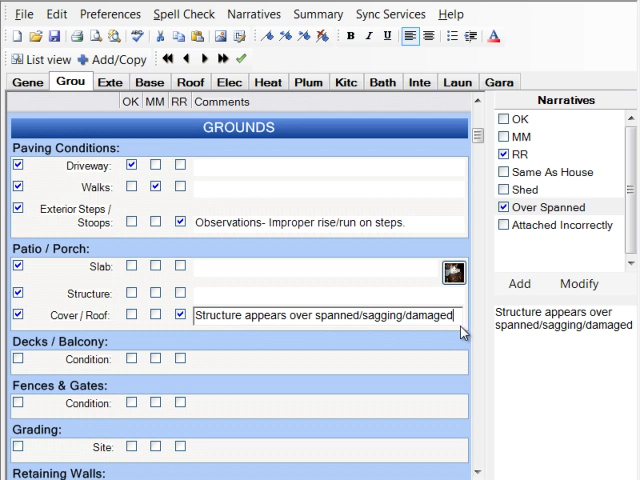 File Edit Preferences Spell Check Narratives Summary Sync Services Help
B I U A
List view Add/Copy
Gene Grou Exte Base Roof Elec Heat Plum Kitc Bath Inte Laun Gara
OK MM RR Comments
GROUNDS
Paving Conditions:
Driveway:
Walks:
Exterior Steps /
Stoops: Observations- Improper rise/run on steps.
Patio / Porch:
Slab:
Structure:
Cover / Roof: Structure appears over spanned/sagging/damaged
Decks / Balcony:
Condition:
Fences & Gates:
Condition:
Grading:
Site:
Retaining Walls:
Narratives
OK
MM
RR
Same As House
Shed
Over Spanned
Attached Incorrectly
Add Modify
Structure appears over
spanned/sagging/damaged